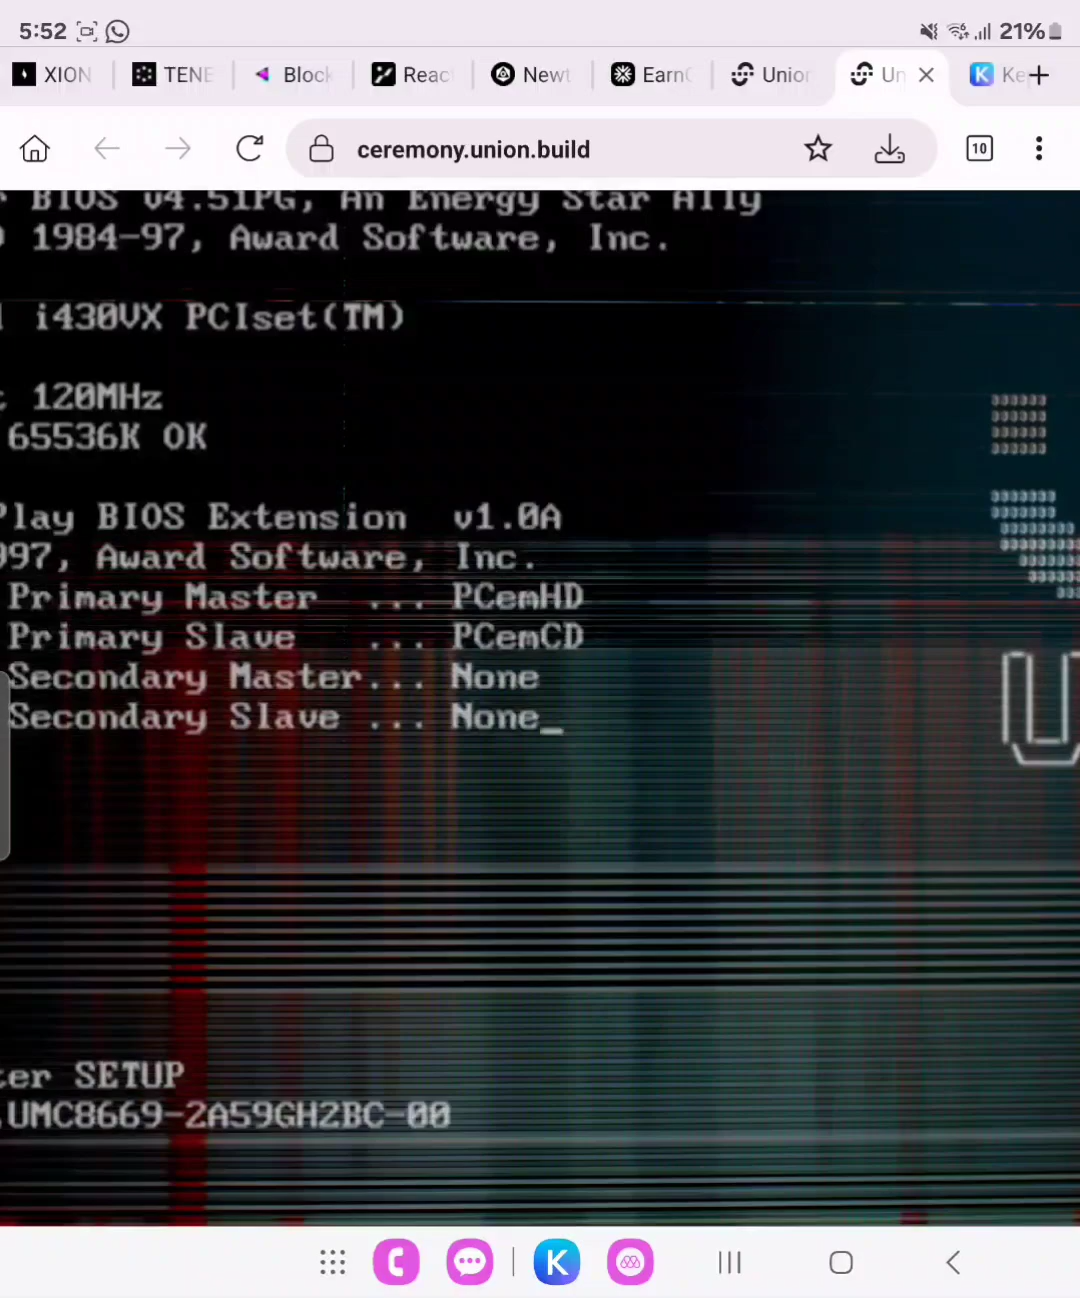 5:52
21%
XION
TENE
Block
Reac
Newt
Earn
Union
Un
Ke
ceremony.union.build
10
BIOS v4.51PG, An Energy Star Ally
1984-97, Award Software, Inc.
i430VX PCIset(TM)
120MHz
65536K OK
Play BIOS Extension v1.0A
997, Award Software, Inc.
Primary Master ... PCemHD
Primary Slave ... PCemCD
Secondary Master... None
Secondary Slave ... None_
U
ter SETUP
.UMC8669-2A59GH2BC-00
K